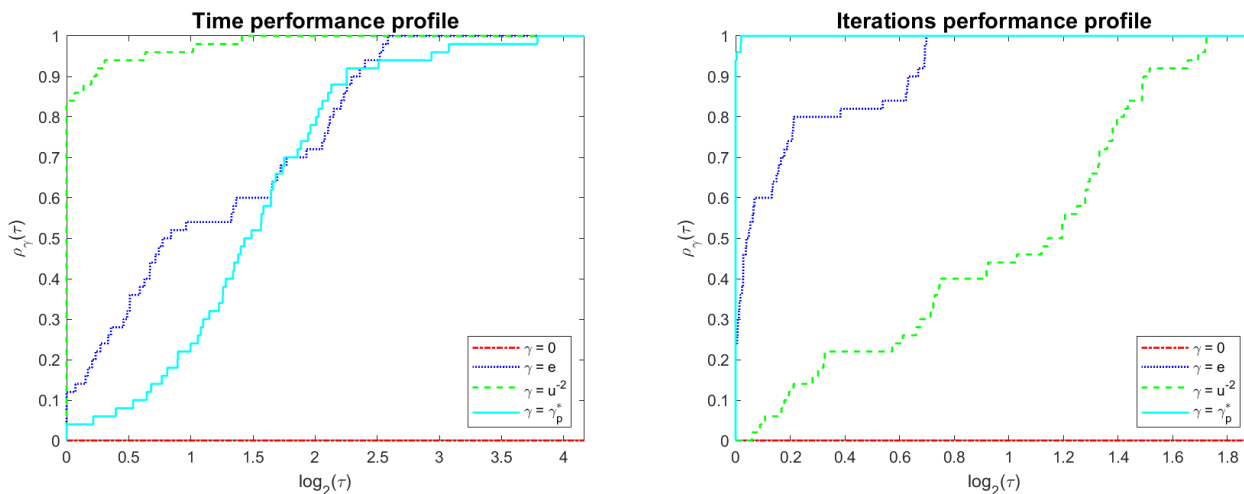 Time performance profile
ρ_γ(τ)
1
0.9
0.8
0.7
0.6
0.5
0.4
0.3
0.2
0.1
0
0 0.5 1 1.5 2 2.5 3 3.5 4
log₂(τ)
γ = 0
γ = e
γ = u⁻²
γ = γ*ₚ
Iterations performance profile
ρ_γ(τ)
1
0.9
0.8
0.7
0.6
0.5
0.4
0.3
0.2
0.1
0
0 0.2 0.4 0.6 0.8 1 1.2 1.4 1.6 1.8
log₂(τ)
γ = 0
γ = e
γ = u⁻²
γ = γ*ₚ